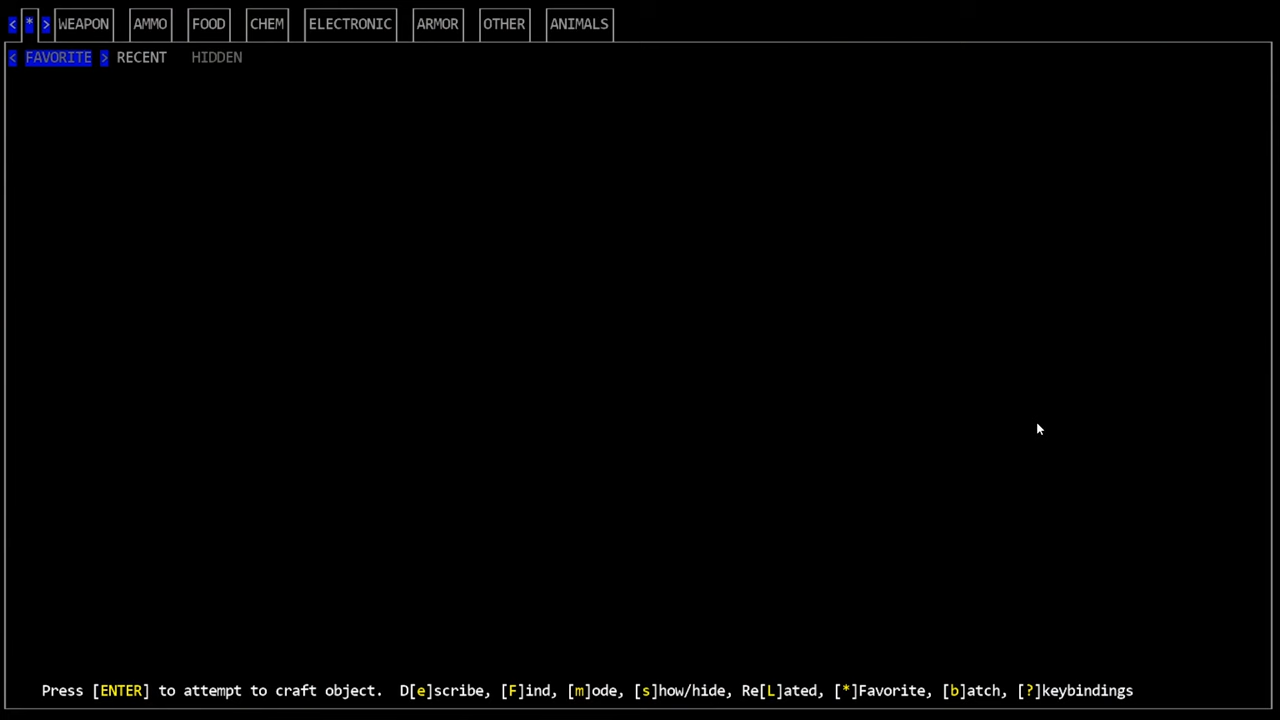 < * > WEAPON AMMO FOOD CHEM ELECTRONIC ARMOR OTHER ANIMALS
< FAVORITE > RECENT HIDDEN
Press [ENTER] to attempt to craft object. D[e]scribe, [F]ind, [m]ode, [s]how/hide, Re[L]ated, [*]Favorite, [b]atch, [?]keybindings